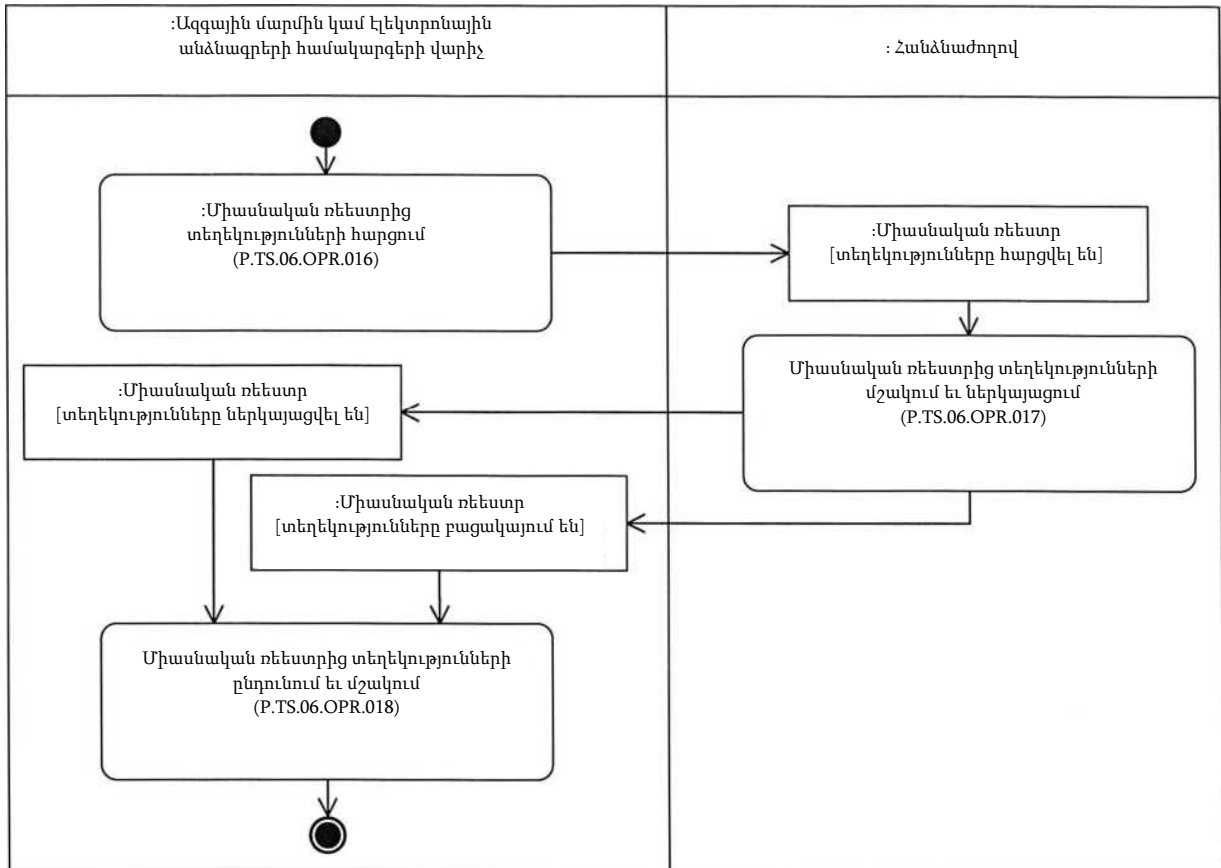 :Ազգային մարմին կամ էլեկտրոնային
անձնագրերի համակարգերի վարիչ
: Հանձնաժողով
:Միասնական ռեեստրից
տեղեկությունների հարցում
(P.TS.06.OPR.016)
:Միասնական ռեեստր
[տեղեկությունները հարցվել են]
Միասնական ռեեստրից տեղեկությունների
մշակում եւ ներկայացում
(P.TS.06.OPR.017)
:Միասնական ռեեստր
[տեղեկությունները ներկայացվել են]
:Միասնական ռեեստր
[տեղեկությունները բացակայում են]
Միասնական ռեեստրից տեղեկությունների
ընդունում եւ մշակում
(P.TS.06.OPR.018)